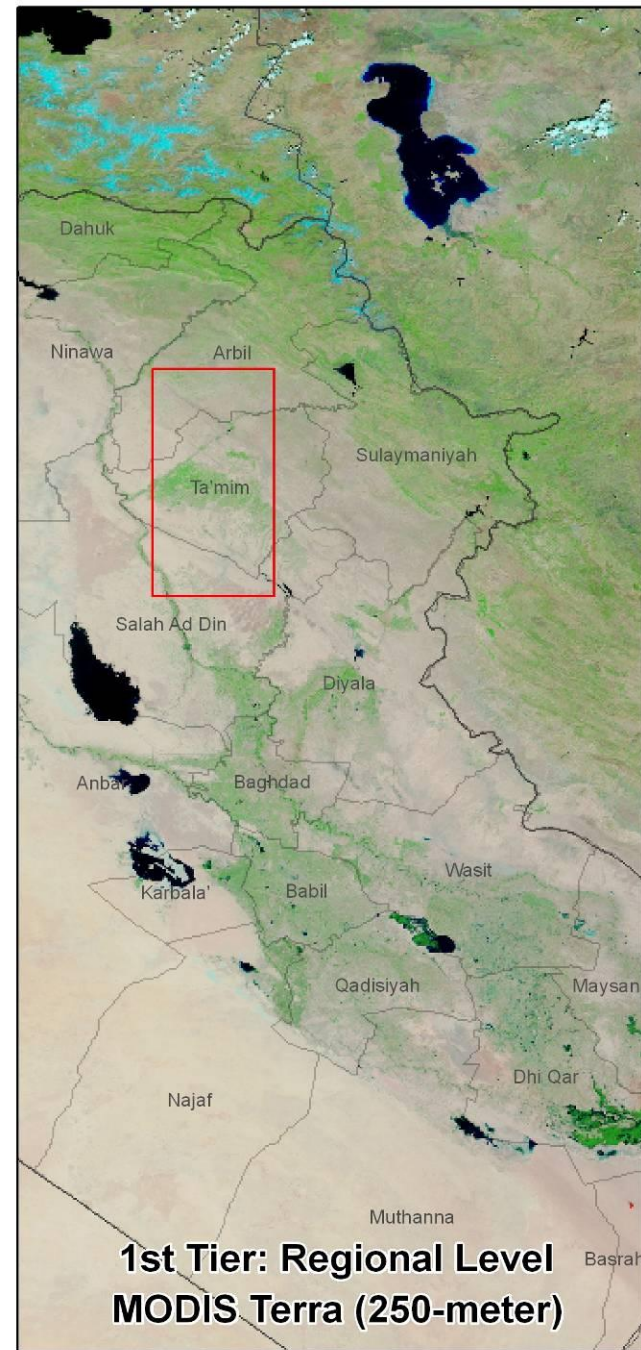 Dahuk
Ninawa
Arbil
Sulaymaniyah
Ta'mim
Salah Ad Din
Diyala
Anbar
Baghdad
Wasit
Karbala'
Babil
Qadisiyah
Maysan
Dhi Qar
Najaf
Muthanna
Basrah
1st Tier: Regional Level
MODIS Terra (250-meter)